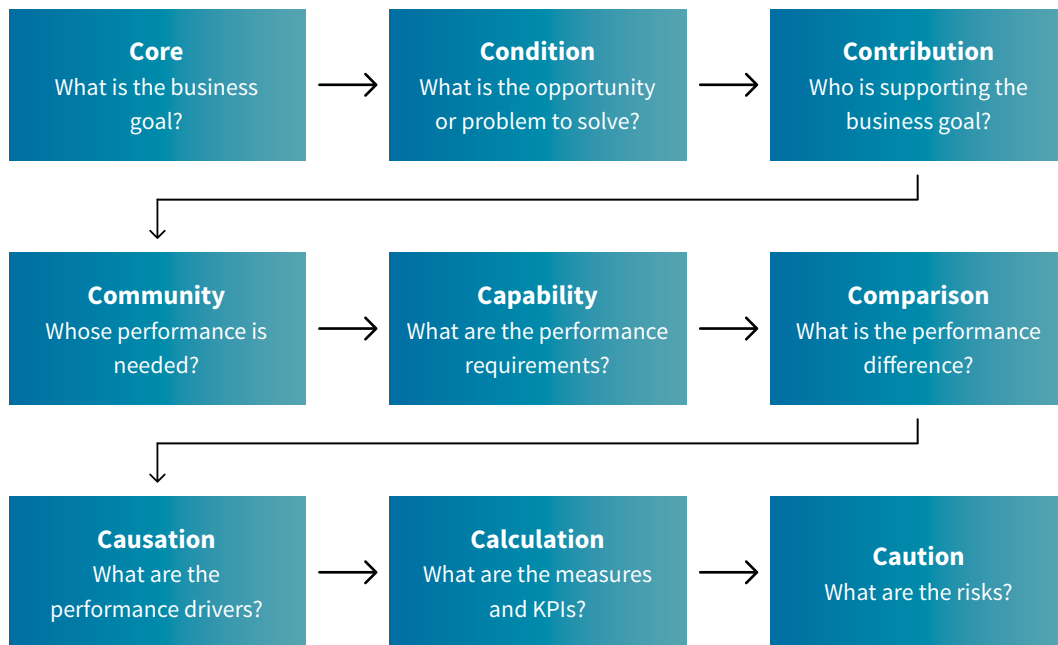 Core
What is the business
goal?
Condition
What is the opportunity
or problem to solve?
Contribution
Who is supporting the
business goal?
Community
Whose performance is
needed?
Capability
What are the performance
requirements?
Comparison
What is the performance
difference?
Causation
What are the
performance drivers?
Calculation
What are the measures
and KPIs?
Caution
What are the risks?